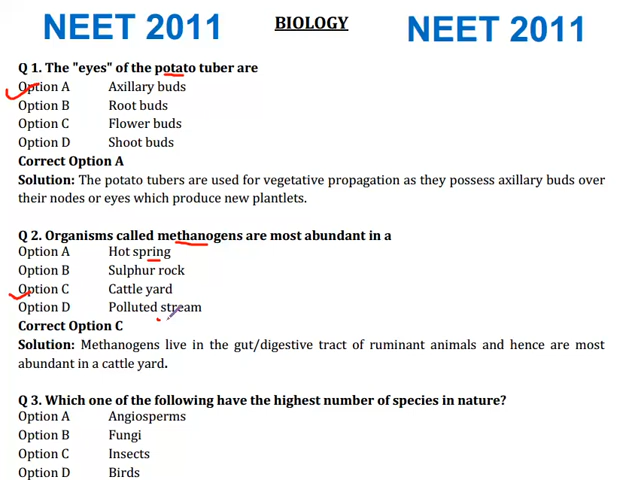 NEET 2011 BIOLOGY NEET 2011
Q 1. The "eyes" of the potato tuber are
Option A Axillary buds
Option B Root buds
Option C Flower buds
Option D Shoot buds
Correct Option A
Solution: The potato tubers are used for vegetative propagation as they possess axillary buds over
their nodes or eyes which produce new plantlets.
Q 2. Organisms called methanogens are most abundant in a
Option A Hot spring
Option B Sulphur rock
Option C Cattle yard
Option D Polluted stream
Correct Option C
Solution: Methanogens live in the gut/digestive tract of ruminant animals and hence are most
abundant in a cattle yard.
Q 3. Which one of the following have the highest number of species in nature?
Option A Angiosperms
Option B Fungi
Option C Insects
Option D Birds